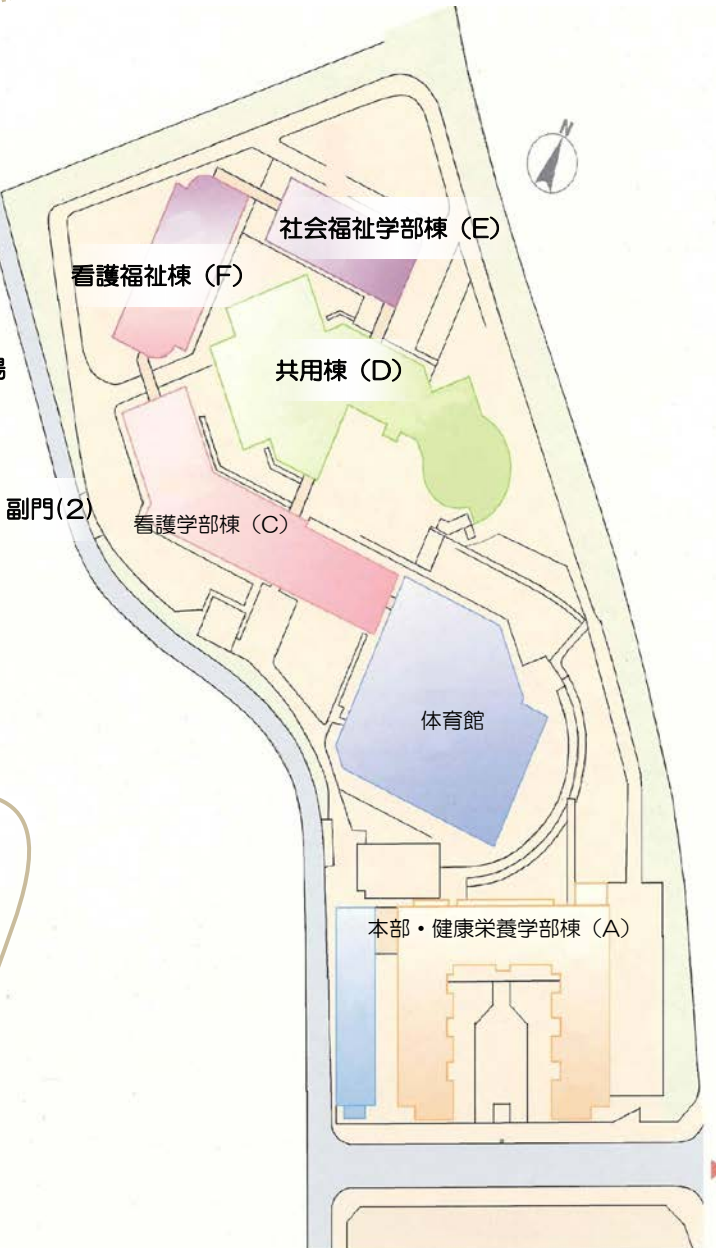 N
社会福祉学部棟（E）
看護福祉棟（F）
場
共用棟（D）
副門(2)
看護学部棟（C）
体育館
本部・健康栄養学部棟（A）